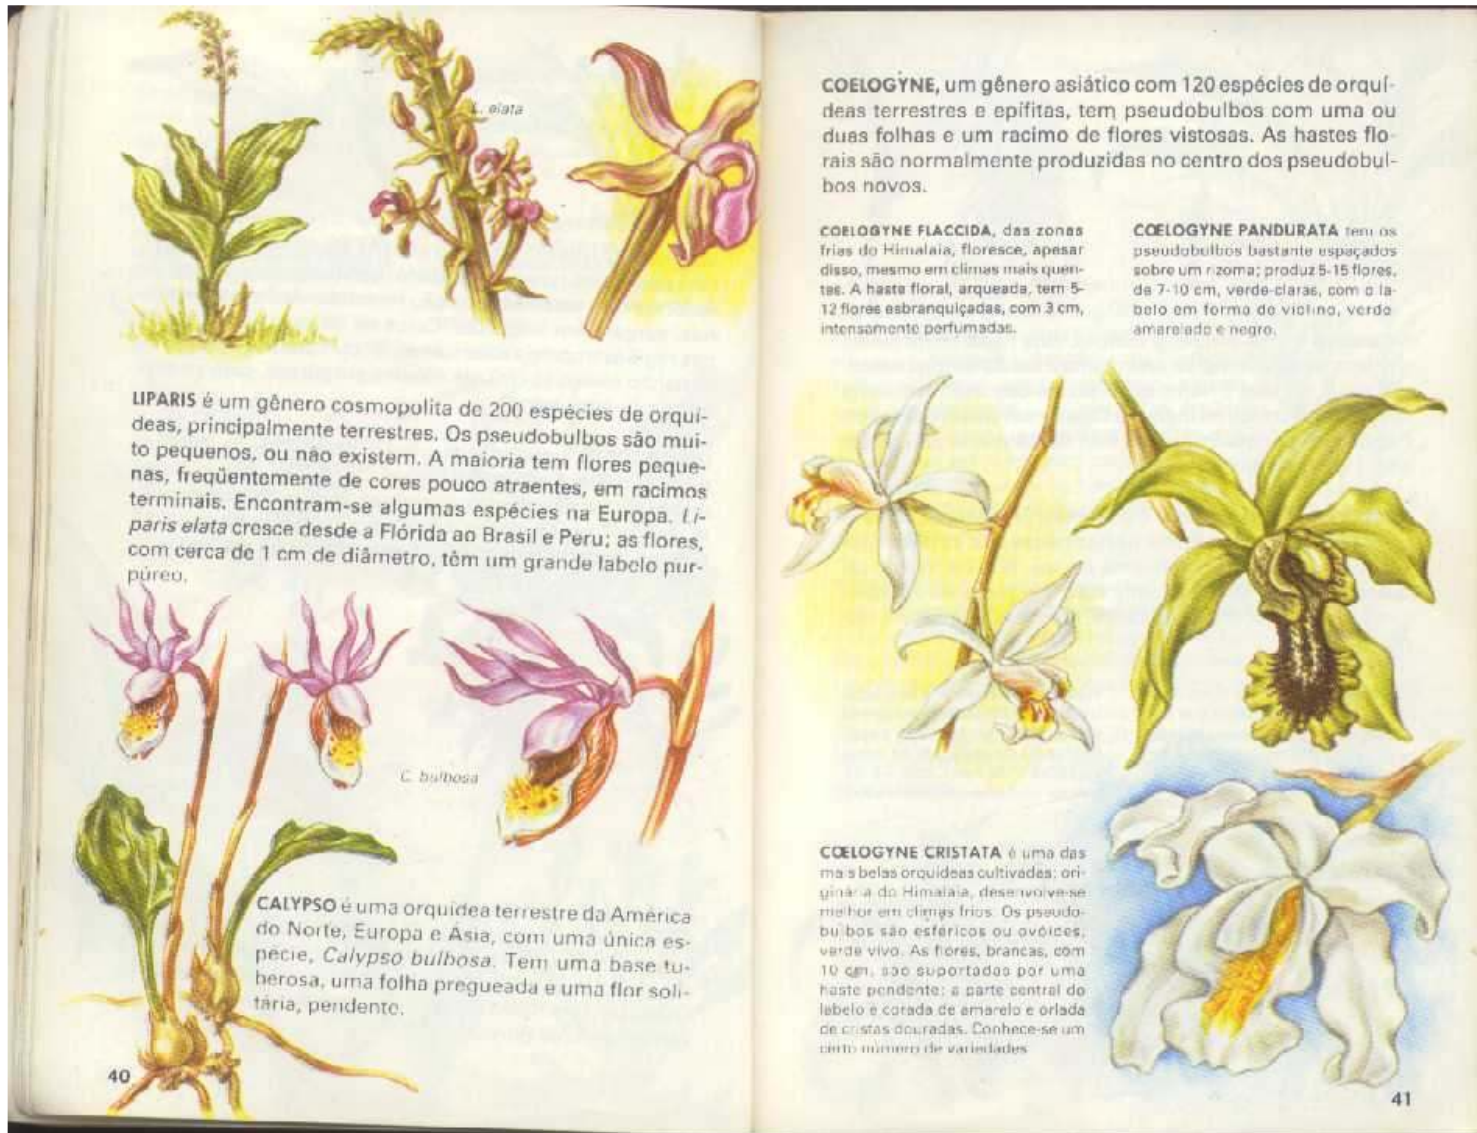 L. elata
LIPARIS é um gênero cosmopolita de 200 espécies de orquí-
deas, principalmente terrestres. Os pseudobulbos são mui-
to pequenos, ou não existem. A maioria tem flores peque-
nas, freqüentemente de cores pouco atraentes, em racimos
terminais. Encontram-se algumas espécies na Europa. Li-
paris elata cresce desde a Flórida ao Brasil e Peru; as flores,
com cerca de 1 cm de diâmetro, têm um grande labelo pur-
púreo.
C. bulbosa
CALYPSO é uma orquídea terrestre da América
do Norte, Europa e Ásia, com uma única es-
pécie, Calypso bulbosa. Tem uma base tu-
berosa, uma folha pregueada e uma flor soli-
tária, pendente.
40
COELOGYNE, um gênero asiático com 120 espécies de orquí-
deas terrestres e epífitas, tem pseudobulbos com uma ou
duas folhas e um racimo de flores vistosas. As hastes flo-
rais são normalmente produzidas no centro dos pseudobul-
bos novos.
COELOGYNE FLACCIDA, das zonas
frias do Himalaia, floresce, apesar
disso, mesmo em climas mais quen-
tes. A haste floral, arqueada, tem 5-
12 flores esbranquiçadas, com 3 cm,
intensamente perfumadas.
COELOGYNE PANDURATA tem os
pseudobulbos bastante espaçados
sobre um rizoma; produz 5-15 flores,
de 7-10 cm, verde-claras, com o la-
belo em forma de violino, verde
amarelado e negro.
COELOGYNE CRISTATA é uma das
mais belas orquídeas cultivadas; ori-
ginária do Himalaia, desenvolve-se
melhor em climas frios. Os pseudo-
bulbos são esféricos ou ovóides,
verde vivo. As flores, brancas, com
10 cm, são suportadas por uma
haste pendente; a parte central do
labelo é corada de amarelo e orlada
de cristas douradas. Conhece-se um
certo número de variedades
41